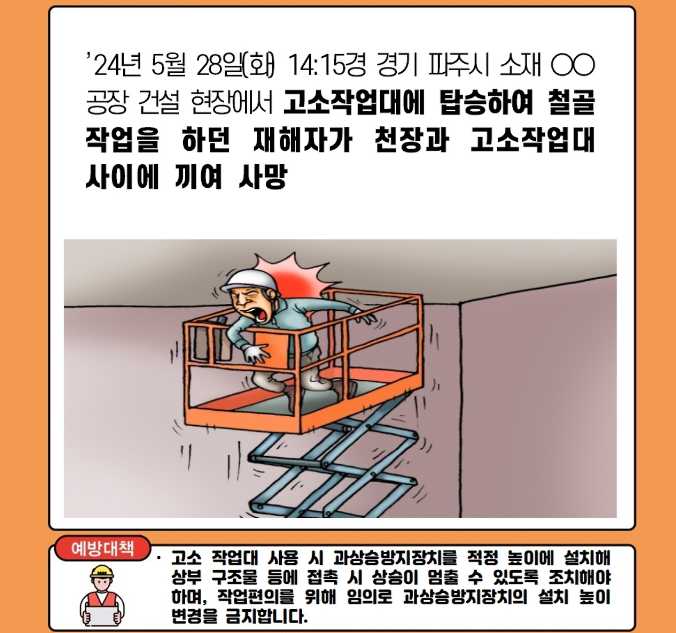 '24년 5월 28일(화) 14:15경 경기 파주시 소재 ○○
공장 건설 현장에서 고소작업대에 탑승하여 철골
작업을 하던 재해자가 천장과 고소작업대
사이에 끼여 사망
예방대책
· 고소 작업대 사용 시 과상승방지장치를 적정 높이에 설치해
상부 구조물 등에 접촉 시 상승이 멈출 수 있도록 조치해야
하며, 작업편의를 위해 임의로 과상승방지장치의 설치 높이
변경을 금지합니다.